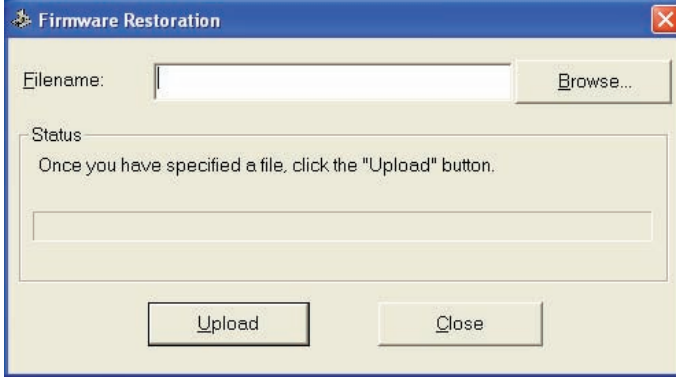 Firmware Restoration
Filename: Browse...
Status
Once you have specified a file, click the "Upload" button.
Upload Close